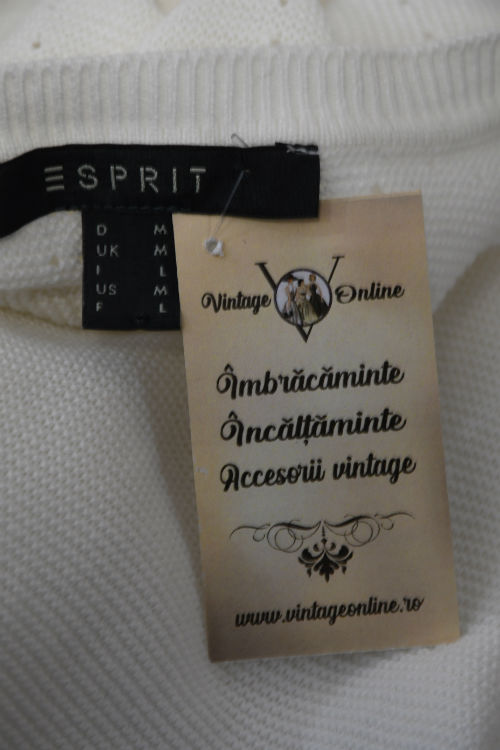 ESPRIT
D M
UK M
I L
US M
F L
Vintage V Online
Îmbrăcăminte
Încălțăminte
Accesorii vintage
www.vintageonline.ro